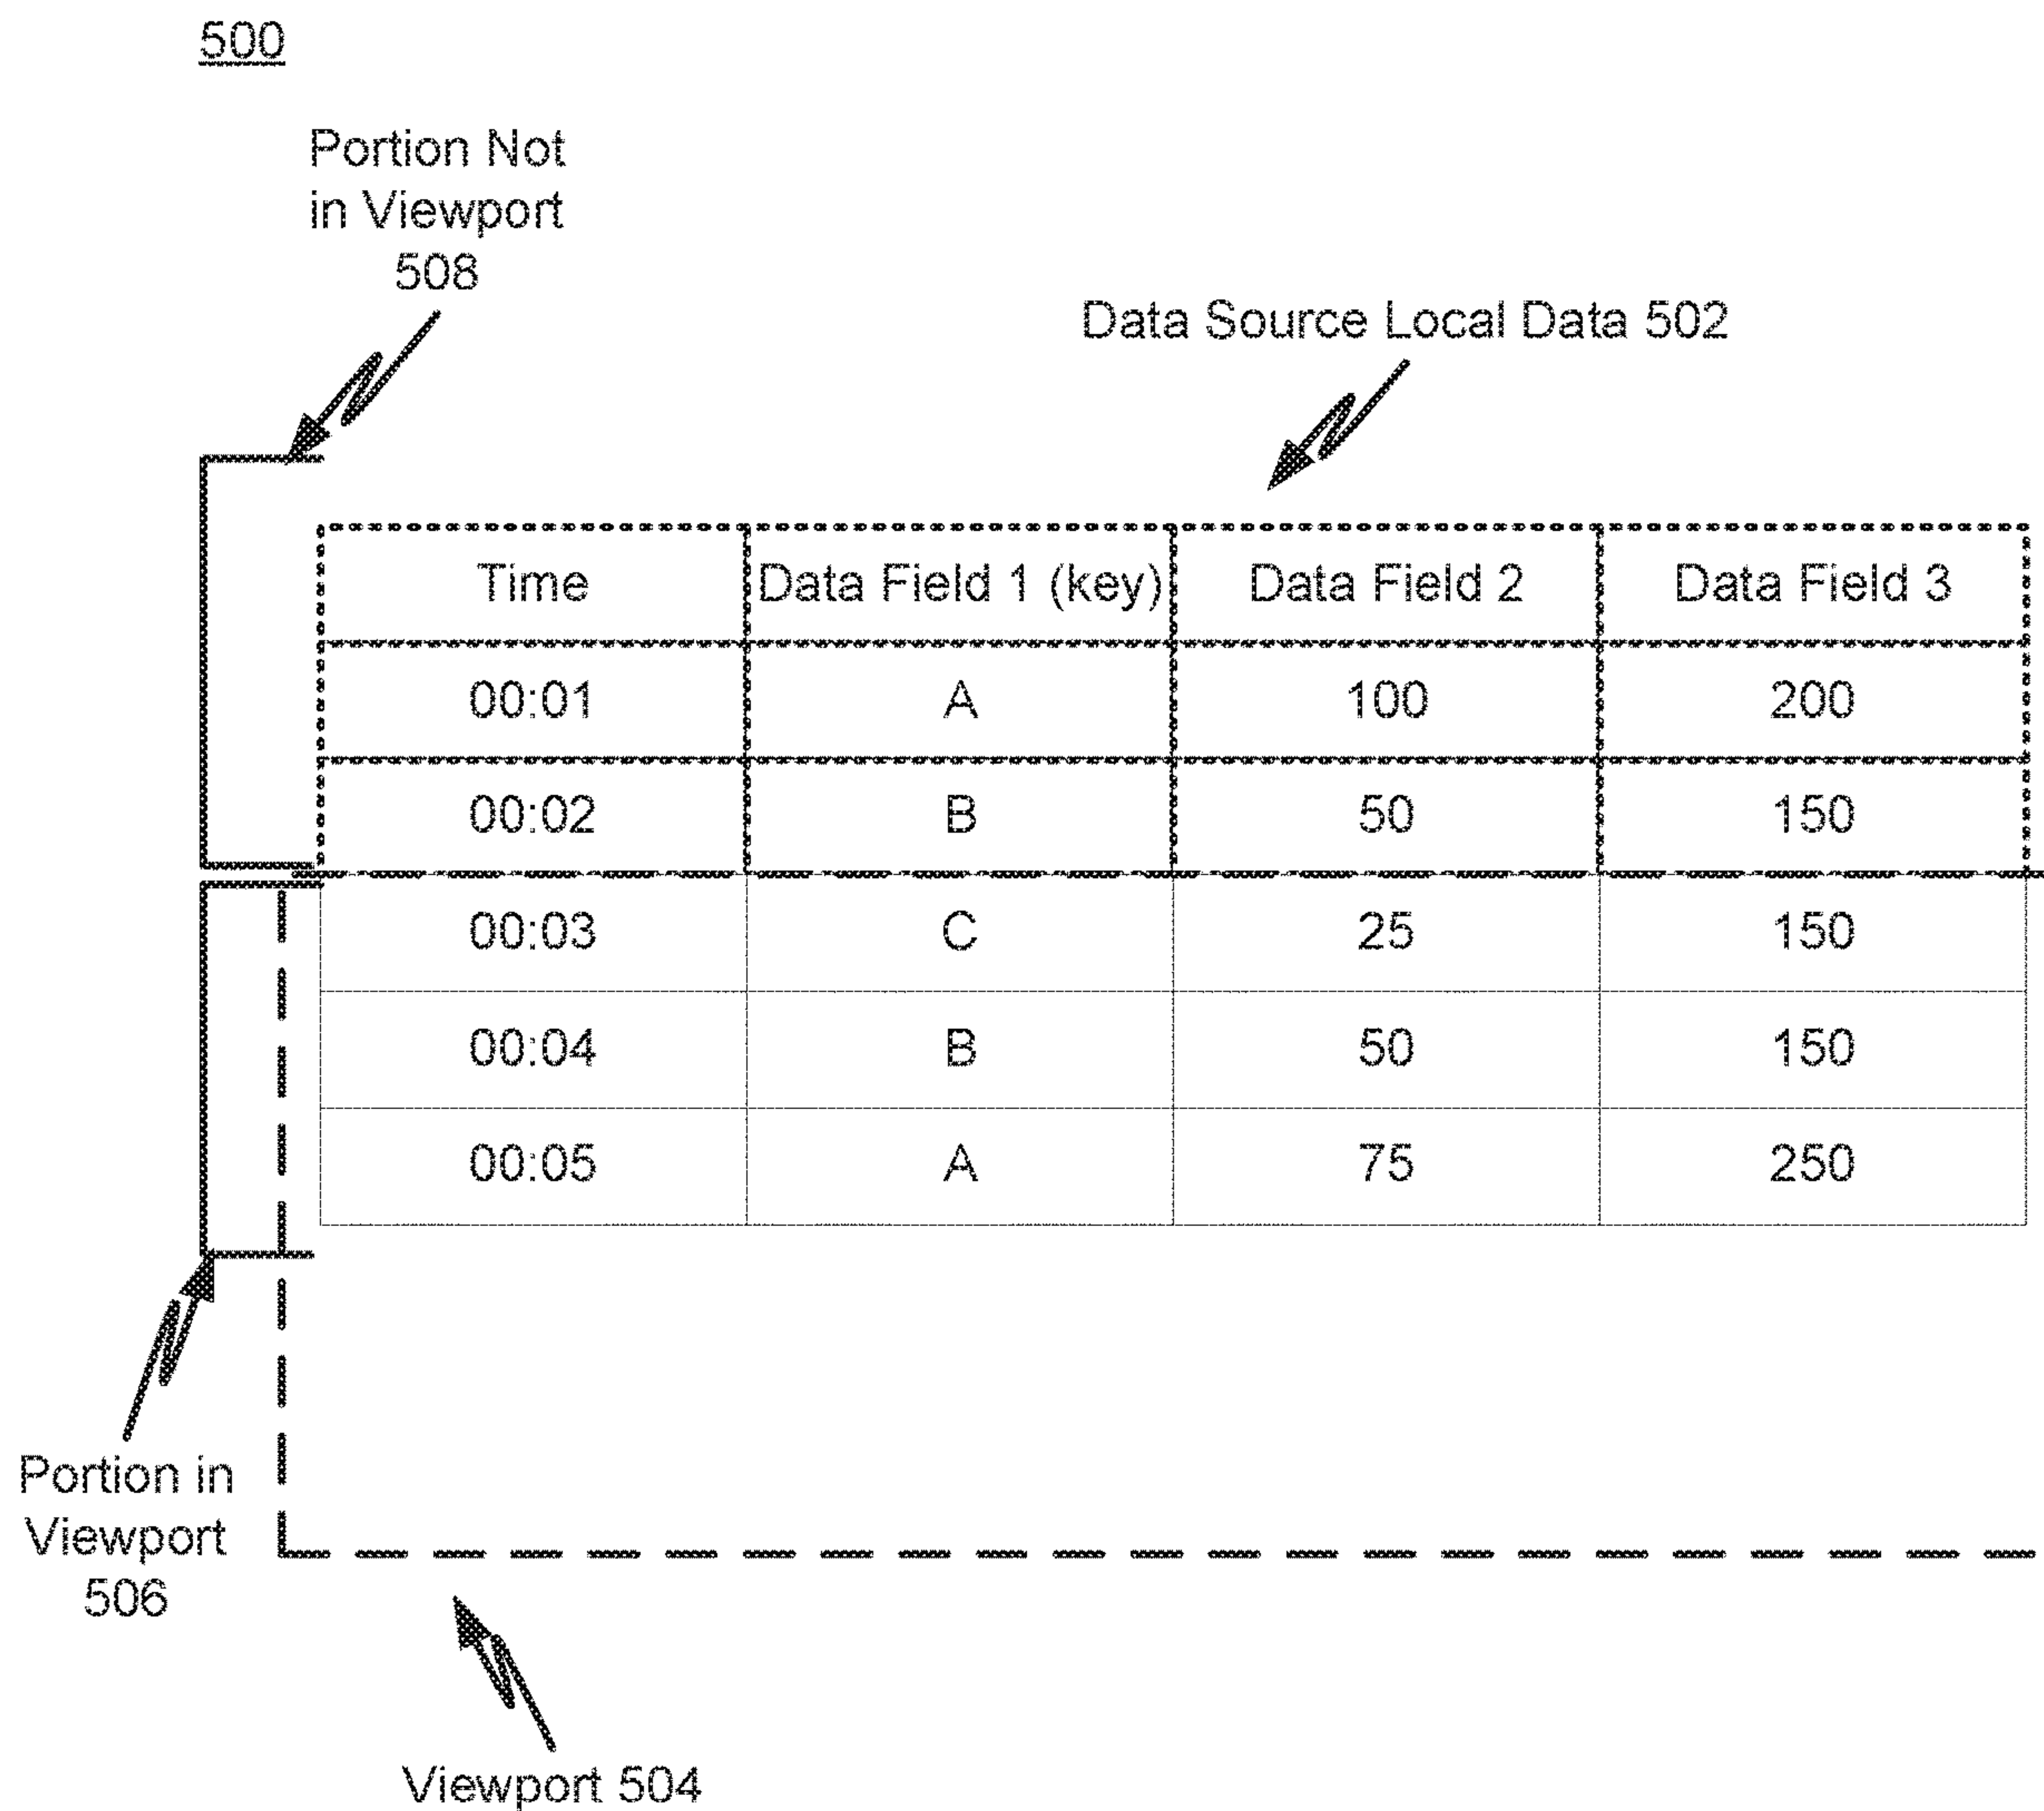 500
Portion Not
in Viewport
508
Data Source Local Data 502
Time Data Field 1 (key) Data Field 2 Data Field 3
00:01 A 100 200
00:02 B 50 150
00:03 C 25 150
00:04 B 50 150
00:05 A 75 250
Portion in
Viewport
506
Viewport 504